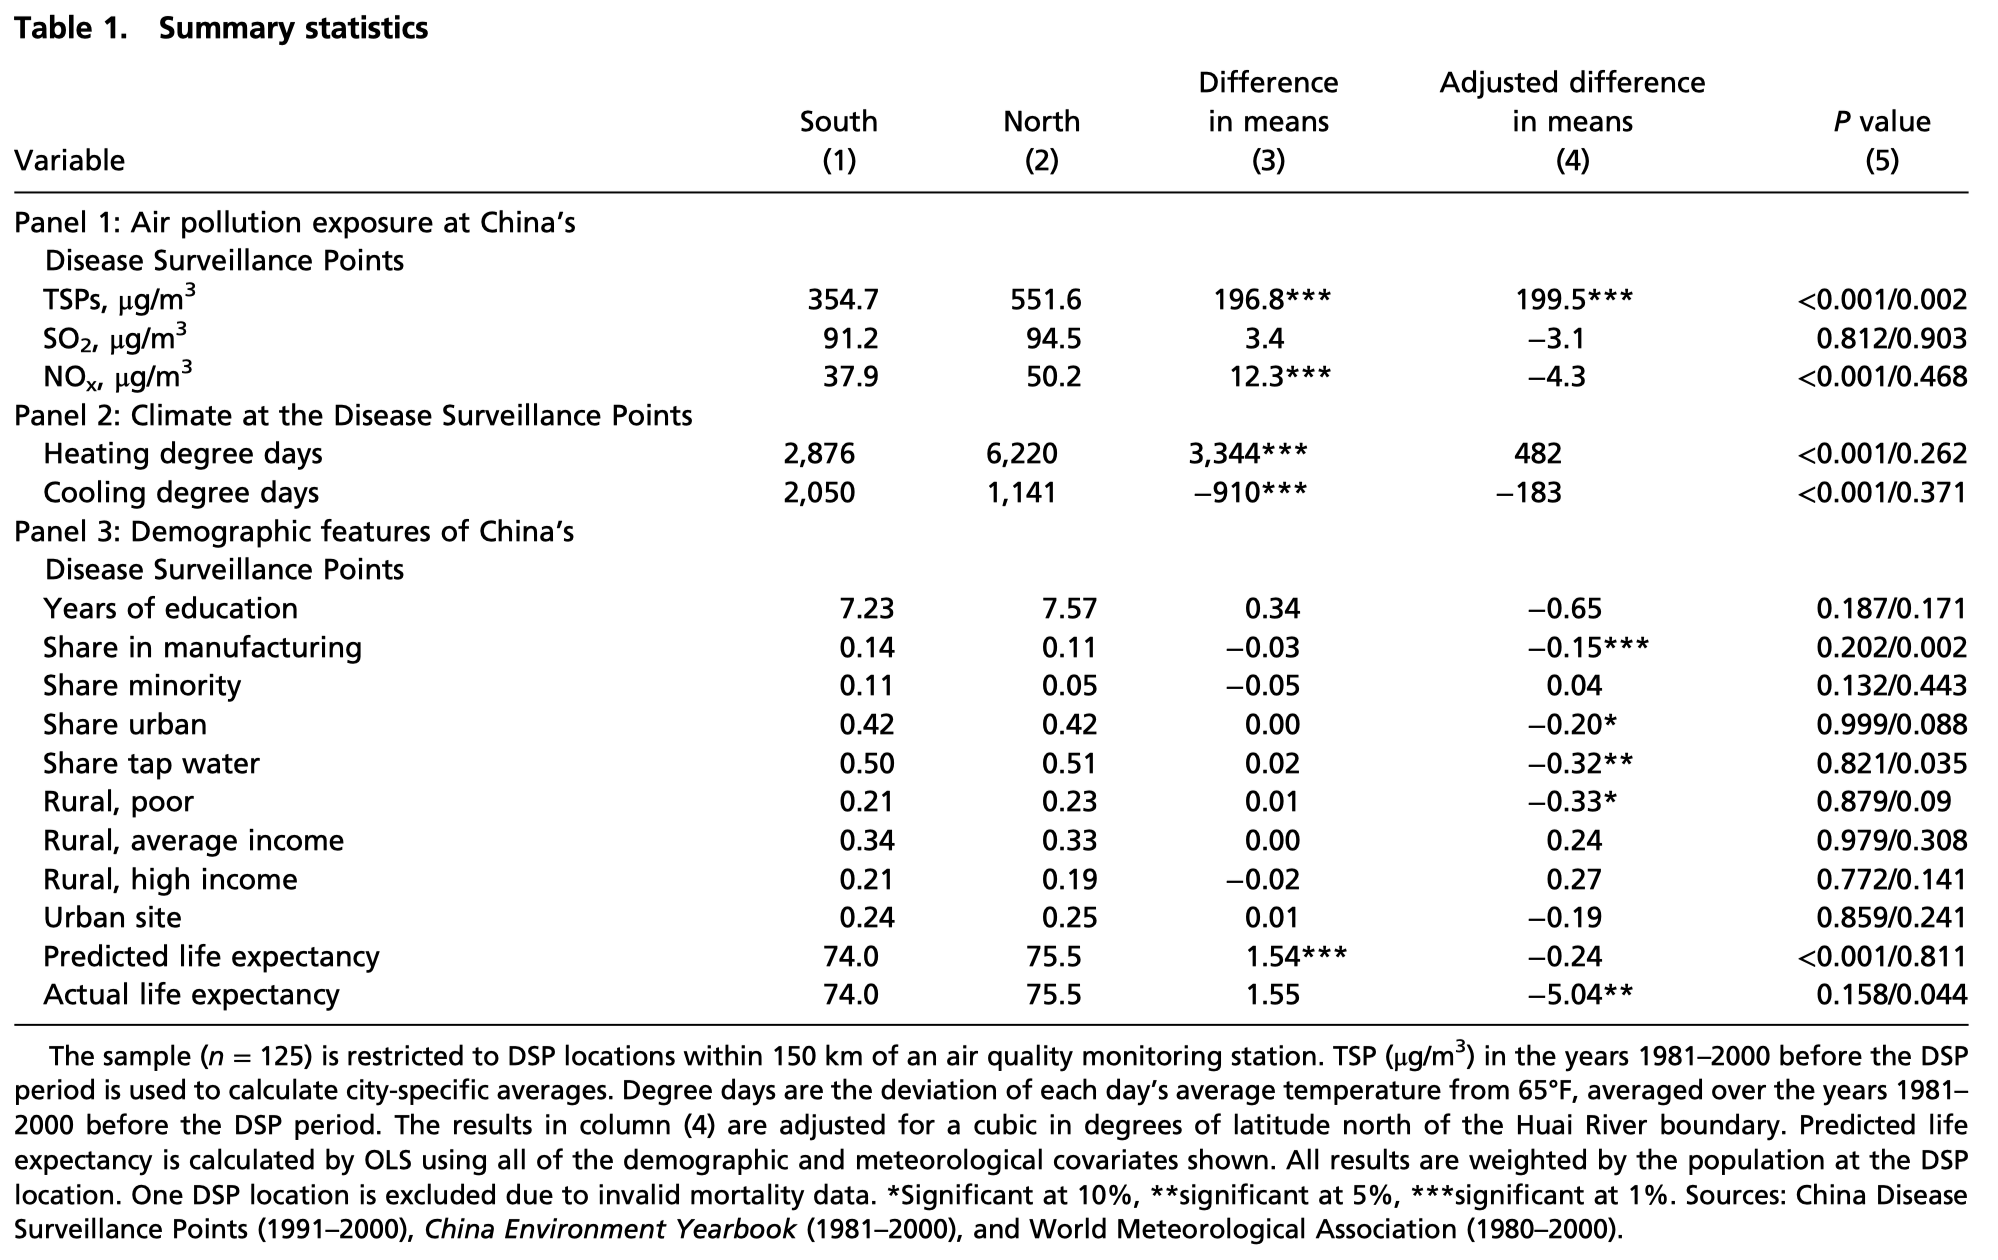 Table 1. Summary statistics
Difference Adjusted difference
South North in means in means P value
Variable (1) (2) (3) (4) (5)
Panel 1: Air pollution exposure at China’s
Disease Surveillance Points
TSPs, μg/m³ 354.7 551.6 196.8*** 199.5*** <0.001/0.002
SO₂, μg/m³ 91.2 94.5 3.4 −3.1 0.812/0.903
NOₓ, μg/m³ 37.9 50.2 12.3*** −4.3 <0.001/0.468
Panel 2: Climate at the Disease Surveillance Points
Heating degree days 2,876 6,220 3,344*** 482 <0.001/0.262
Cooling degree days 2,050 1,141 −910*** −183 <0.001/0.371
Panel 3: Demographic features of China’s
Disease Surveillance Points
Years of education 7.23 7.57 0.34 −0.65 0.187/0.171
Share in manufacturing 0.14 0.11 −0.03 −0.15*** 0.202/0.002
Share minority 0.11 0.05 −0.05 0.04 0.132/0.443
Share urban 0.42 0.42 0.00 −0.20* 0.999/0.088
Share tap water 0.50 0.51 0.02 −0.32** 0.821/0.035
Rural, poor 0.21 0.23 0.01 −0.33* 0.879/0.09
Rural, average income 0.34 0.33 0.00 0.24 0.979/0.308
Rural, high income 0.21 0.19 −0.02 0.27 0.772/0.141
Urban site 0.24 0.25 0.01 −0.19 0.859/0.241
Predicted life expectancy 74.0 75.5 1.54*** −0.24 <0.001/0.811
Actual life expectancy 74.0 75.5 1.55 −5.04** 0.158/0.044
The sample (n = 125) is restricted to DSP locations within 150 km of an air quality monitoring station. TSP (μg/m³) in the years 1981–2000 before the DSP
period is used to calculate city-specific averages. Degree days are the deviation of each day’s average temperature from 65°F, averaged over the years 1981–
2000 before the DSP period. The results in column (4) are adjusted for a cubic in degrees of latitude north of the Huai River boundary. Predicted life
expectancy is calculated by OLS using all of the demographic and meteorological covariates shown. All results are weighted by the population at the DSP
location. One DSP location is excluded due to invalid mortality data. *Significant at 10%, **significant at 5%, ***significant at 1%. Sources: China Disease
Surveillance Points (1991–2000), China Environment Yearbook (1981–2000), and World Meteorological Association (1980–2000).